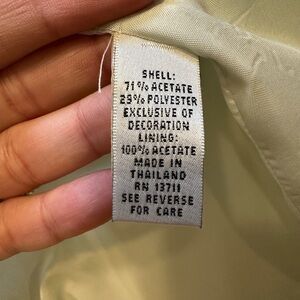 SHELL:
71% ACETATE
29% POLYESTER
EXCLUSIVE OF
DECORATION
LINING:
100% ACETATE
MADE IN
THAILAND
RN 13711
SEE REVERSE
FOR CARE